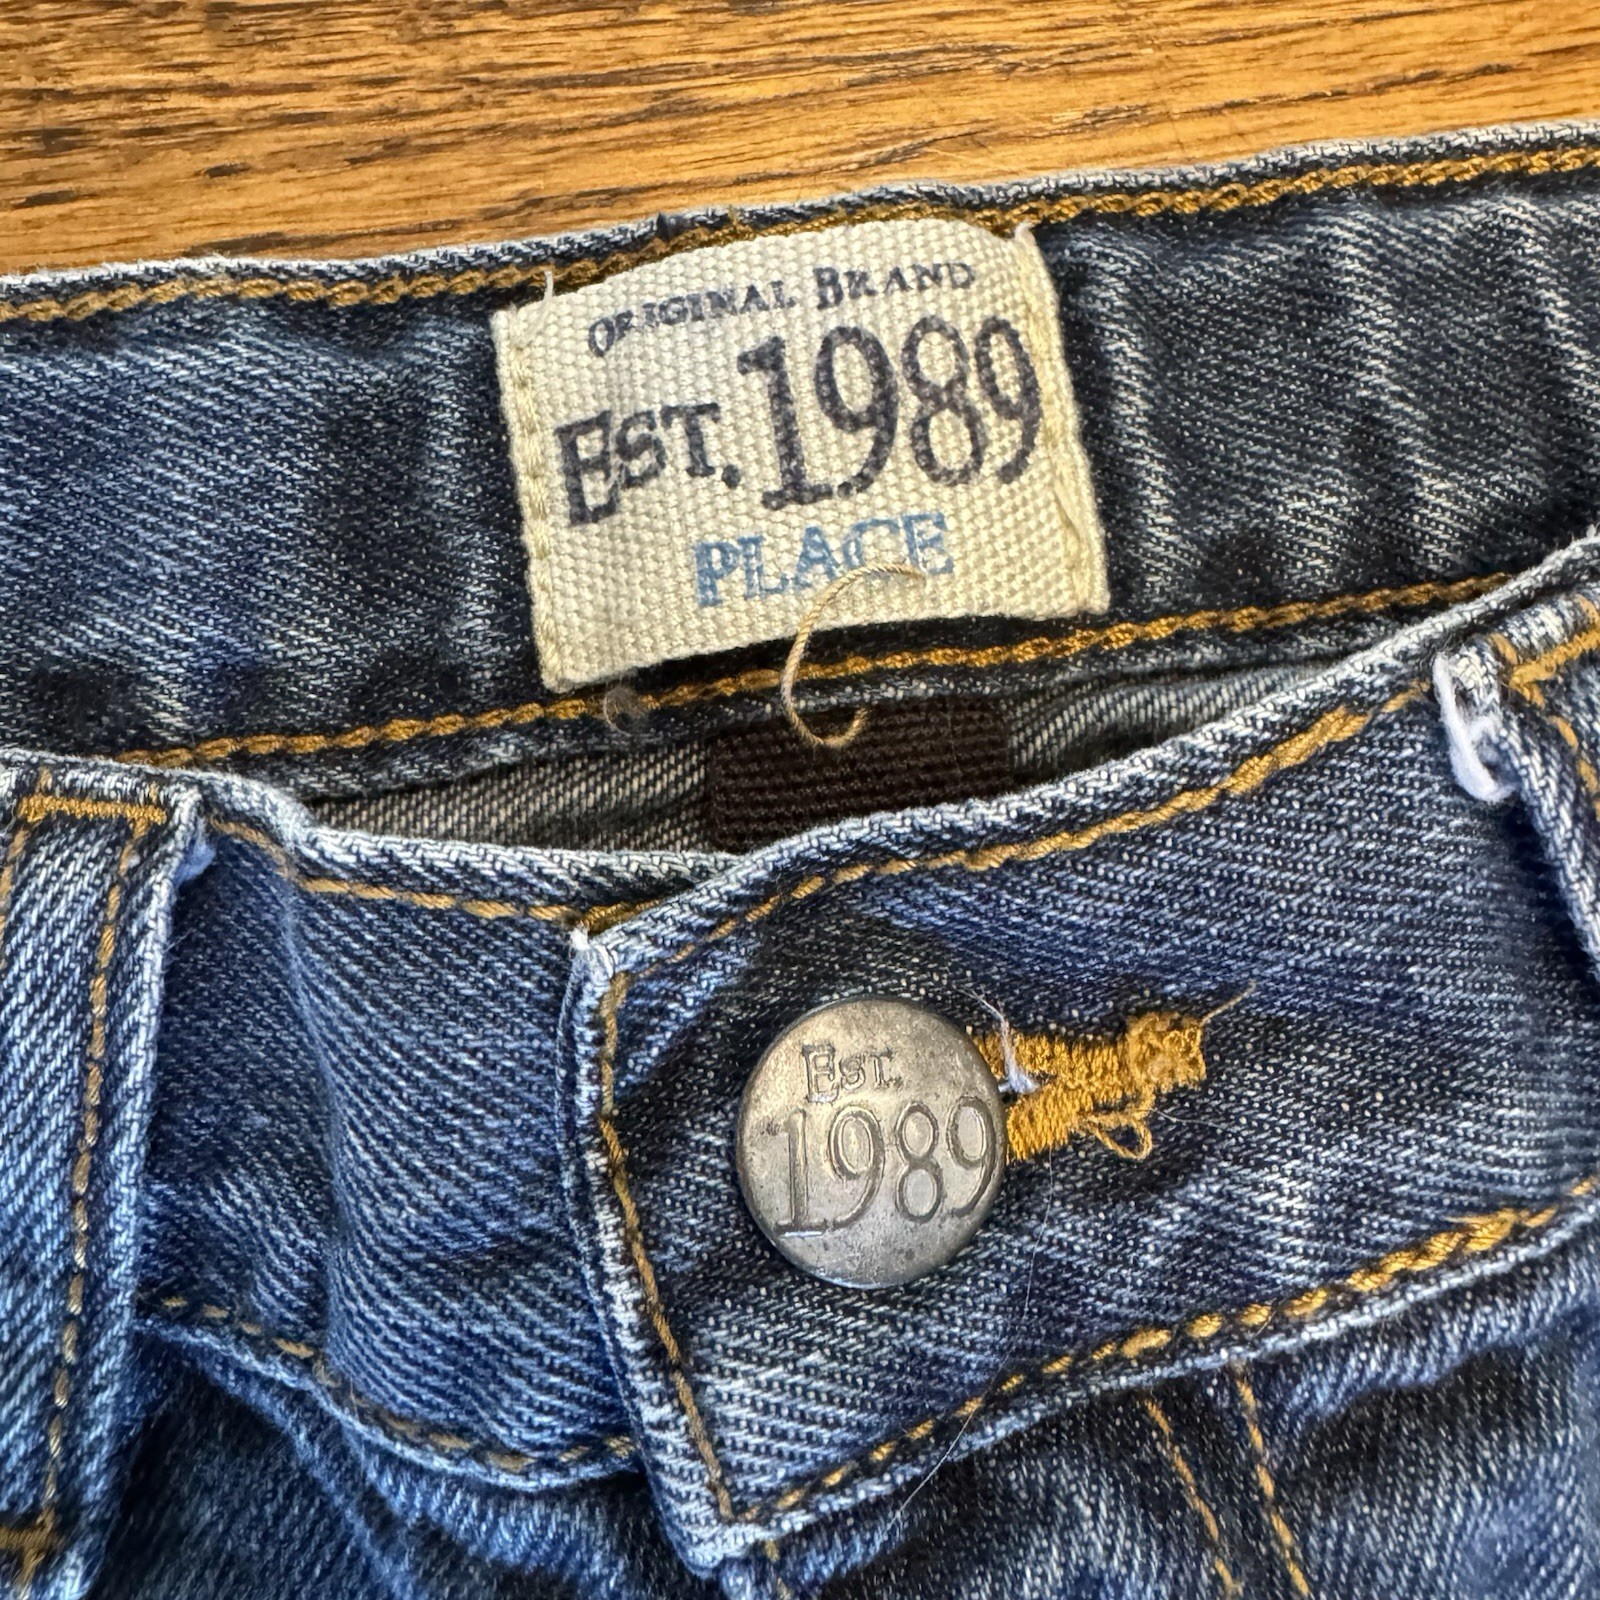 ORIGINAL BRAND
EST. 1989
PLACE
EST.
1989